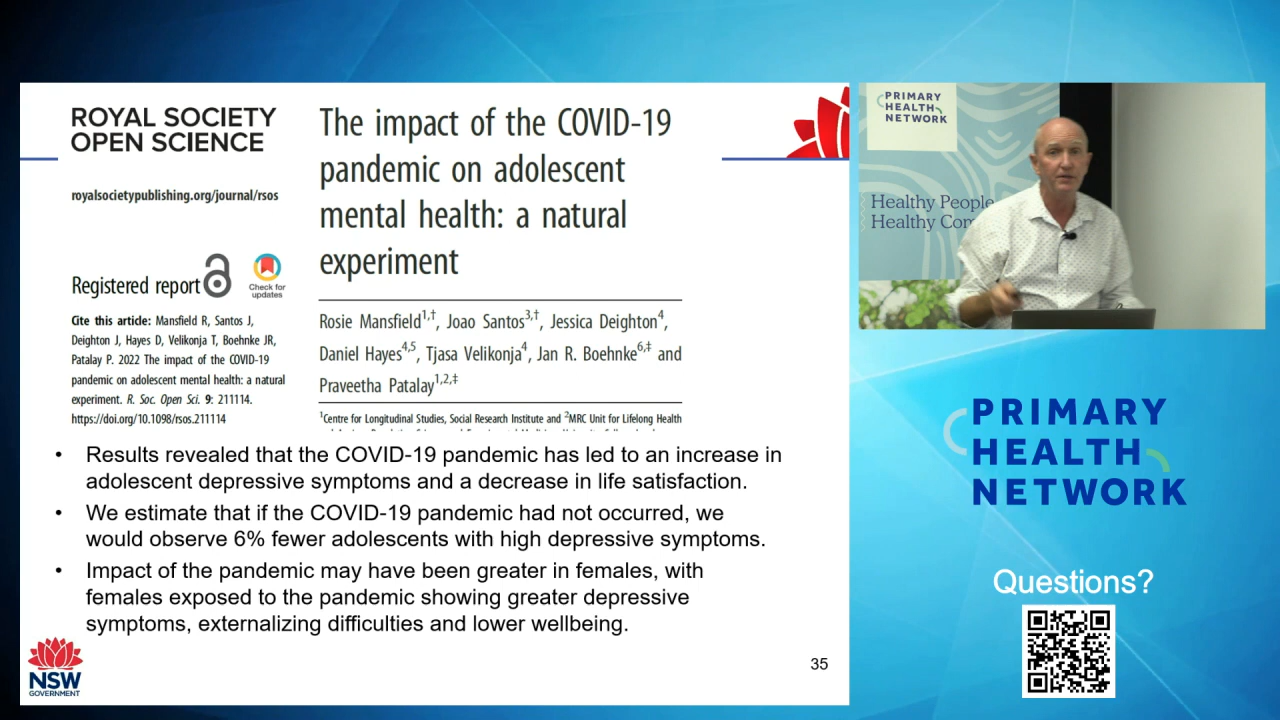 ROYAL SOCIETY
OPEN SCIENCE
royalsocietypublishing.org/journal/rsos
Registered report
Check for
updates
Cite this article: Mansfield R, Santos J,
Deighton J, Hayes D, Velikonja T, Boehnke JR,
Patalay P. 2022 The impact of the COVID-19
pandemic on adolescent mental health: a natural
experiment. R. Soc. Open Sci. 9: 211114.
https://doi.org/10.1098/rsos.211114
The impact of the COVID-19
pandemic on adolescent
mental health: a natural
experiment
Rosie Mansfield1,†, Joao Santos3,†, Jessica Deighton4,
Daniel Hayes4,5, Tjasa Velikonja4, Jan R. Boehnke6,‡ and
Praveetha Patalay1,2,‡
1Centre for Longitudinal Studies, Social Research Institute and 2MRC Unit for Lifelong Health
• Results revealed that the COVID-19 pandemic has led to an increase in
adolescent depressive symptoms and a decrease in life satisfaction.
• We estimate that if the COVID-19 pandemic had not occurred, we
would observe 6% fewer adolescents with high depressive symptoms.
• Impact of the pandemic may have been greater in females, with
females exposed to the pandemic showing greater depressive
symptoms, externalizing difficulties and lower wellbeing.
35
NSW
GOVERNMENT
PRIMARY
HEALTH
NETWORK
Healthy People
Healthy Com
PRIMARY
HEALTH
NETWORK
Questions?